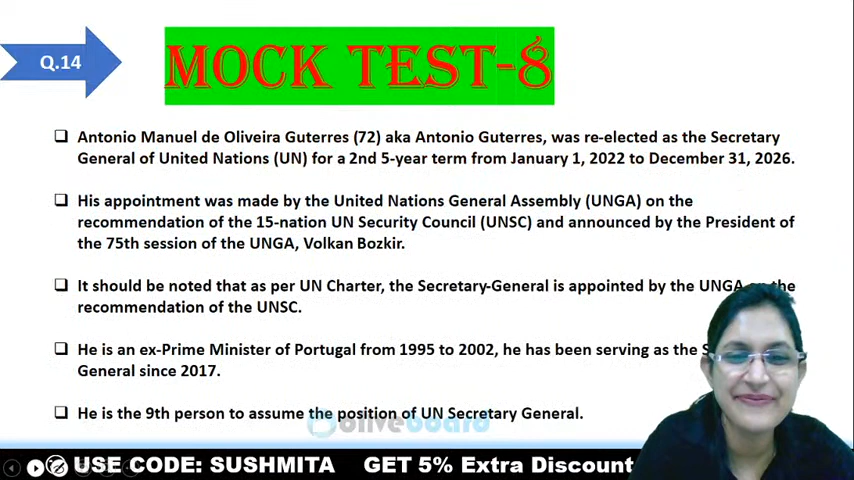 Q.14
MOCK TEST-8
Antonio Manuel de Oliveira Guterres (72) aka Antonio Guterres, was re-elected as the Secretary
General of United Nations (UN) for a 2nd 5-year term from January 1, 2022 to December 31, 2026.
His appointment was made by the United Nations General Assembly (UNGA) on the
recommendation of the 15-nation UN Security Council (UNSC) and announced by the President of
the 75th session of the UNGA, Volkan Bozkir.
It should be noted that as per UN Charter, the Secretary-General is appointed by the UNGA the
recommendation of the UNSC.
He is an ex-Prime Minister of Portugal from 1995 to 2002, he has been serving as the
General since 2017.
He is the 9th person to assume the position of UN Secretary General.
oliveboard
USE CODE: SUSHMITA GET 5% Extra Discount